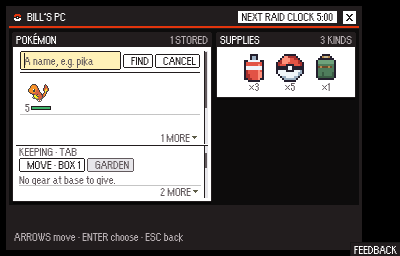 BILL'S PC
NEXT RAID CLOCK 5:00 X
POKÉMON 1 STORED
A name, e.g. pika FIND CANCEL
5
1 MORE
KEEPING · TAB
MOVE · BOX 1 GARDEN
No gear at base to give.
2 MORE
SUPPLIES 3 KINDS
×3 ×5 ×1
ARROWS move · ENTER choose · ESC back
FEEDBACK